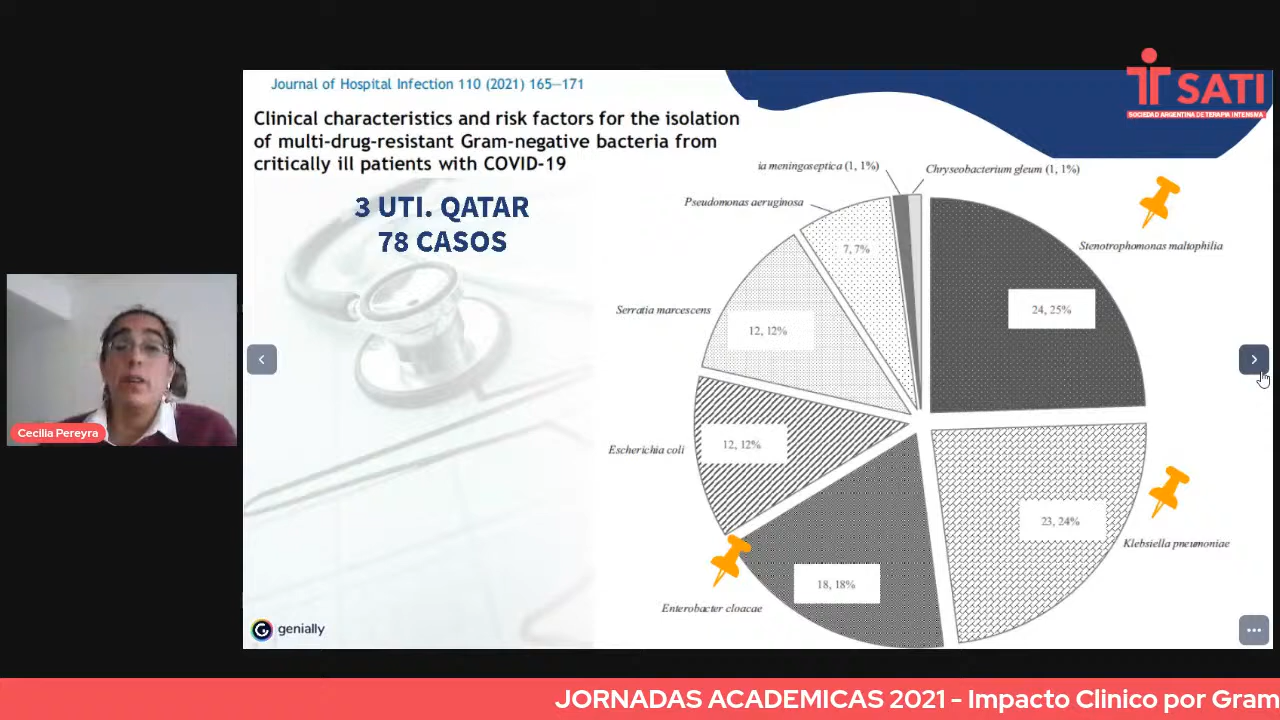 Journal of Hospital Infection 110 (2021) 165–171
SATI
SOCIEDAD ARGENTINA DE TERAPIA INTENSIVA
Clinical characteristics and risk factors for the isolation
of multi-drug-resistant Gram-negative bacteria from
critically ill patients with COVID-19
3 UTI. QATAR
78 CASOS
ia meningoseptica (1, 1%)
Chryseobacterium gleum (1, 1%)
Pseudomonas aeruginosa
7, 7%
Stenotrophomonas maltophilia
24, 25%
Serratia marcescens
12, 12%
Escherichia coli
12, 12%
23, 24%
Klebsiella pneumoniae
18, 18%
Enterobacter cloacae
Cecilia Pereyra
genially
JORNADAS ACADEMICAS 2021 - Impacto Clinico por Gram